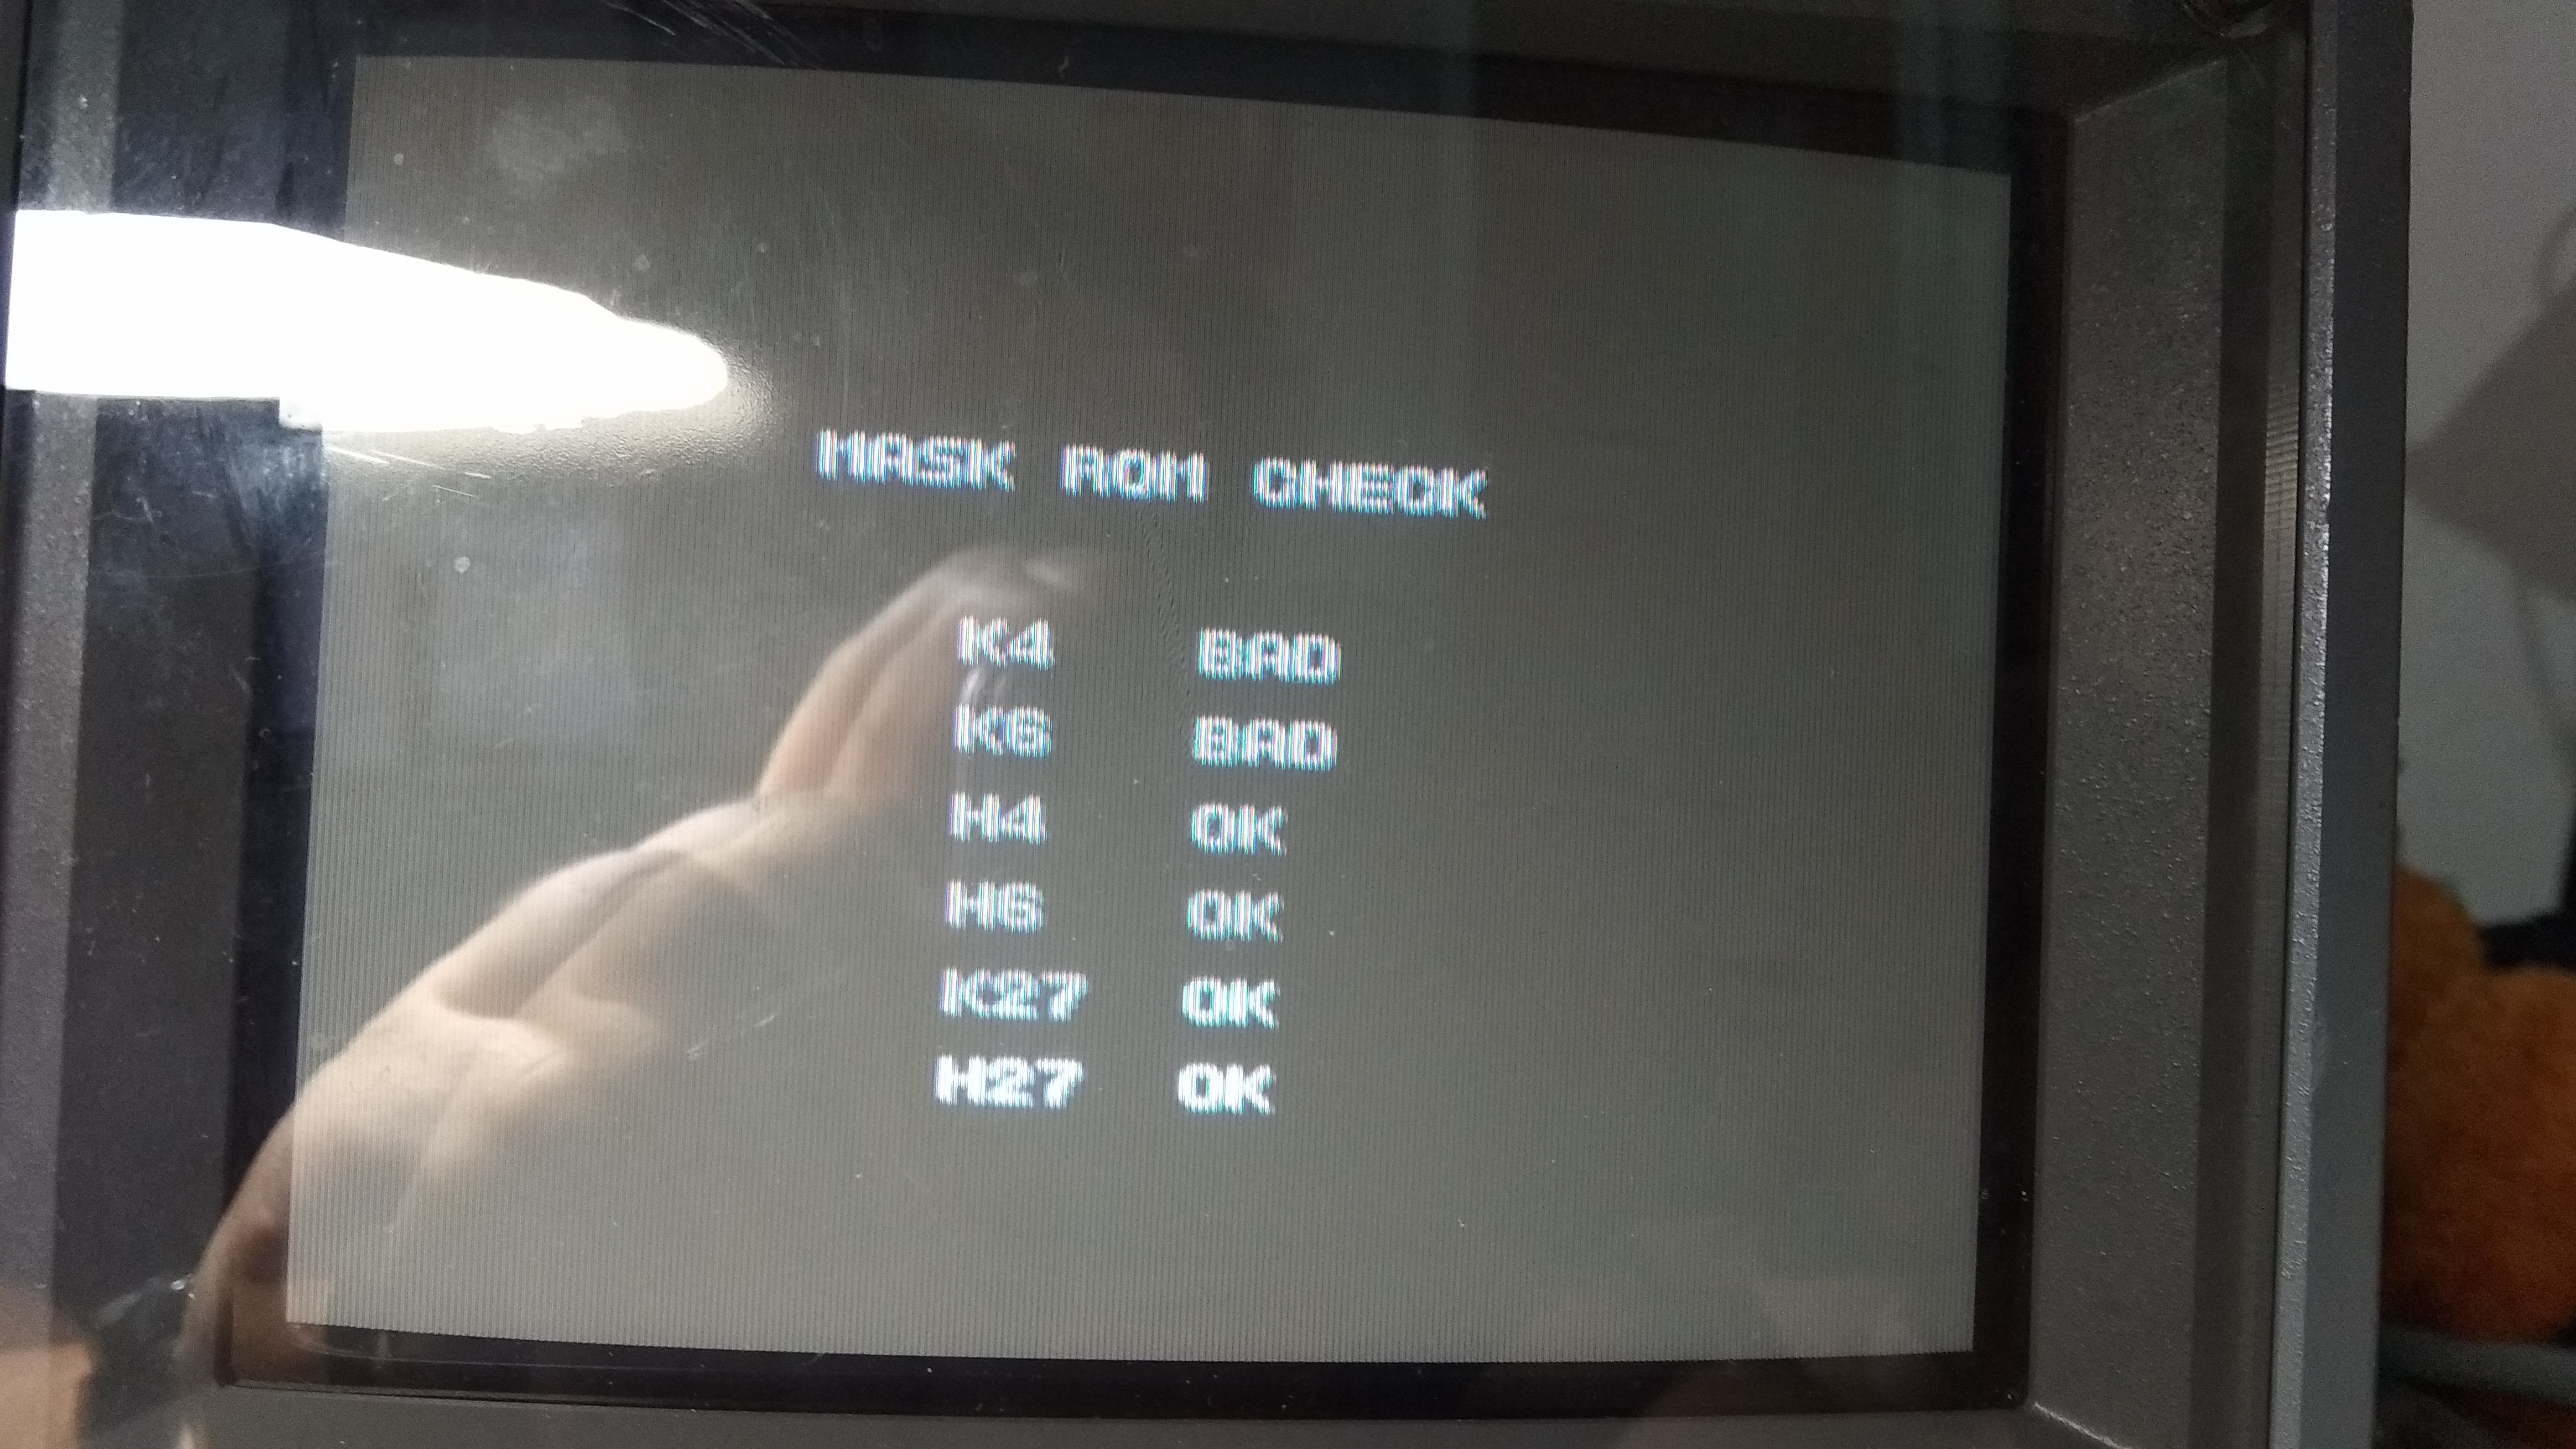 MASK ROM CHECK
K4 BAD
K6 BAD
H4 OK
H6 OK
K27 OK
H27 OK